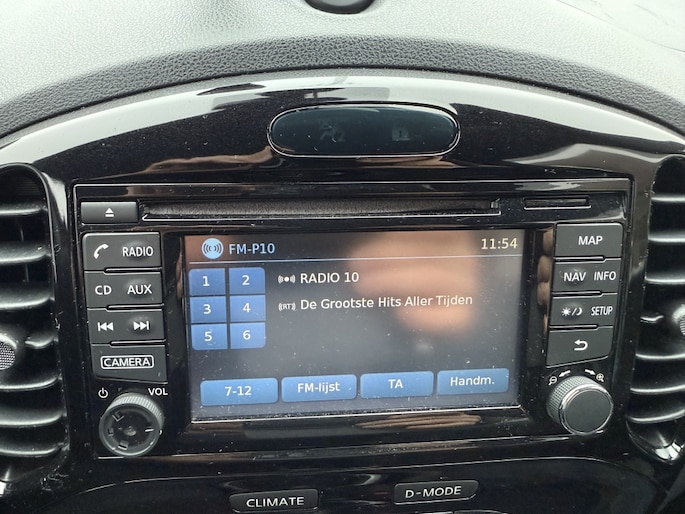 FM-P10 11:54
RADIO MAP
1 2 RADIO 10
CD AUX NAV INFO
3 4 RT De Grootste Hits Aller Tijden
SETUP
5 6
CAMERA
7-12 FM-lijst TA Handm.
VOL
CLIMATE D-MODE